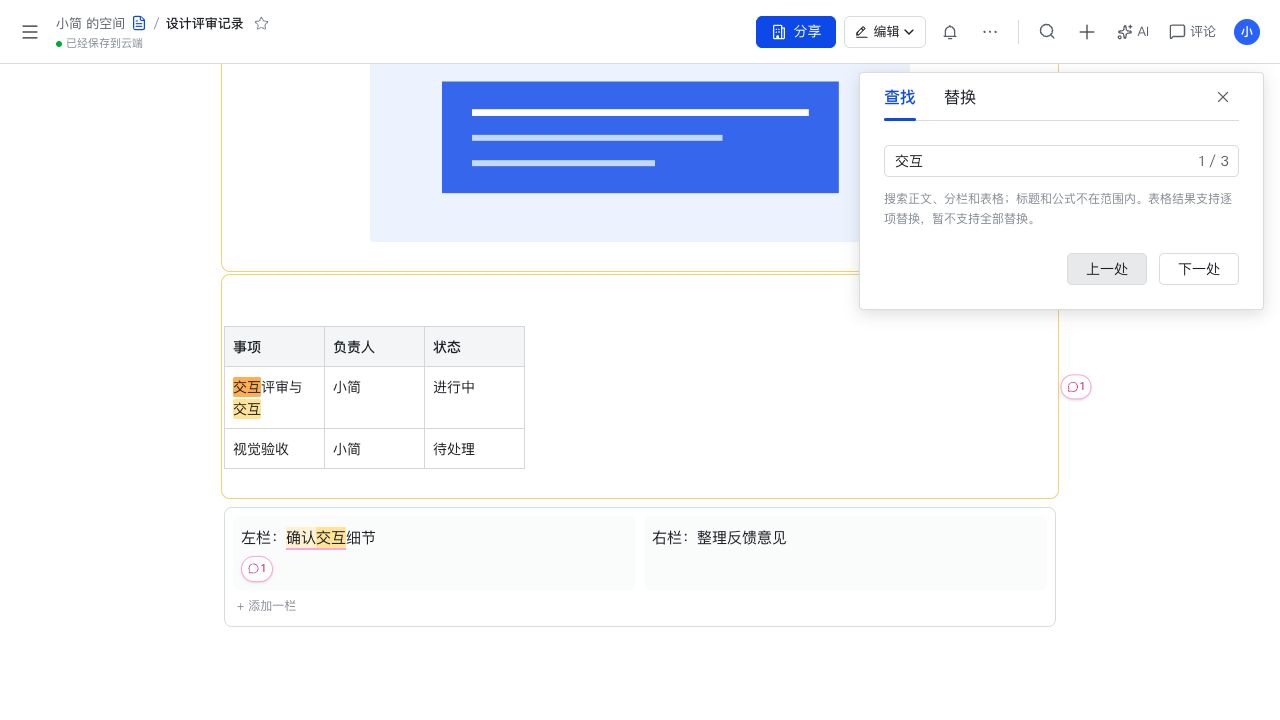 小简 的空间 / 设计评审记录
已经保存到云端
分享
编辑
AI
评论
小
查找 替换
交互 1 / 3
搜索正文、分栏和表格；标题和公式不在范围内。表格结果支持逐
项替换，暂不支持全部替换。
上一处 下一处
事项 负责人 状态
交互评审与 小简 进行中
交互
1
视觉验收 小简 待处理
左栏：确认交互细节 右栏：整理反馈意见
1
+ 添加一栏